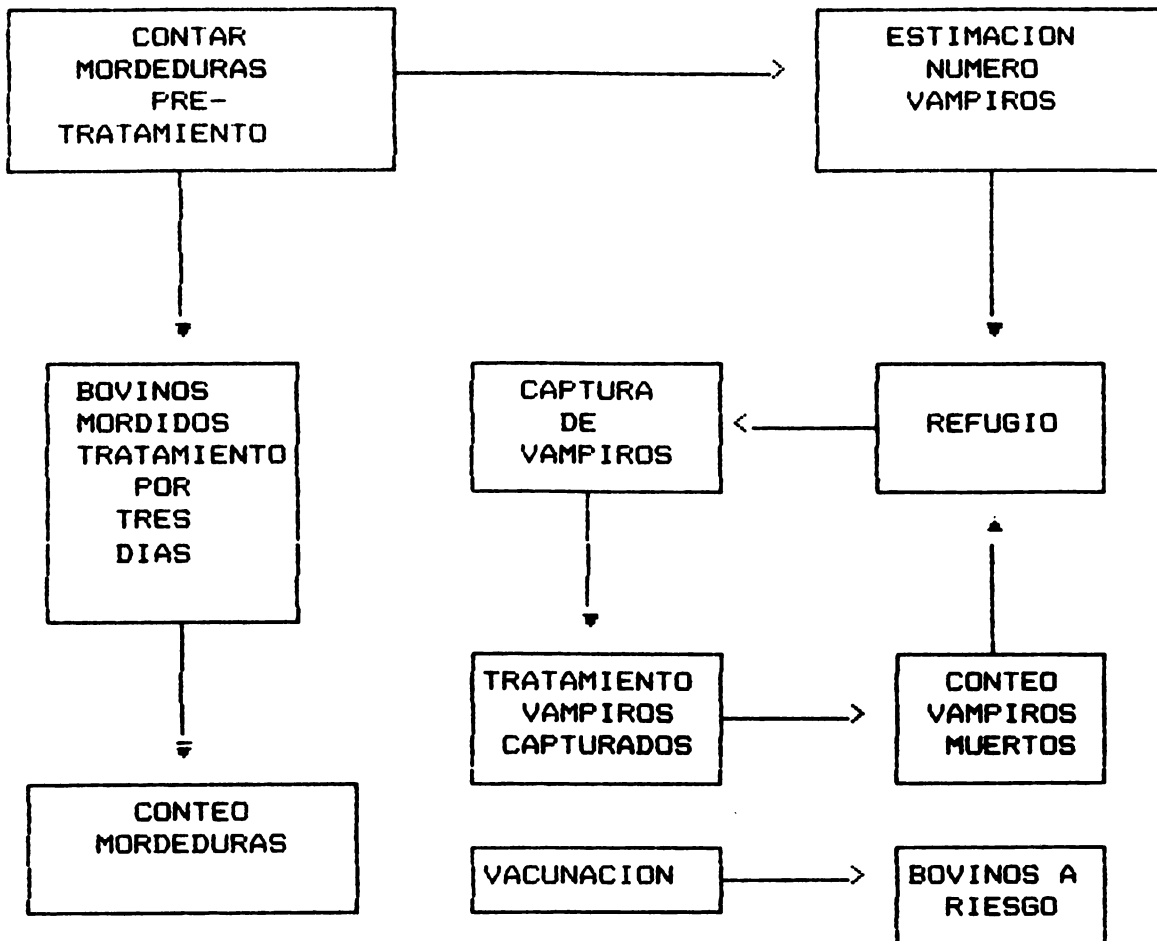 CONTAR
MORDEDURAS
PRE-
TRATAMIENTO
ESTIMACION
NUMERO
VAMPIROS
BOVINOS
MORDIDOS
TRATAMIENTO
POR
TRES
DIAS
CAPTURA
DE
VAMPIROS
REFUGIO
TRATAMIENTO
VAMPIROS
CAPTURADOS
CONTEO
VAMPIROS
MUERTOS
CONTEO
MORDEDURAS
VACUNACION
BOVINOS A
RIESGO